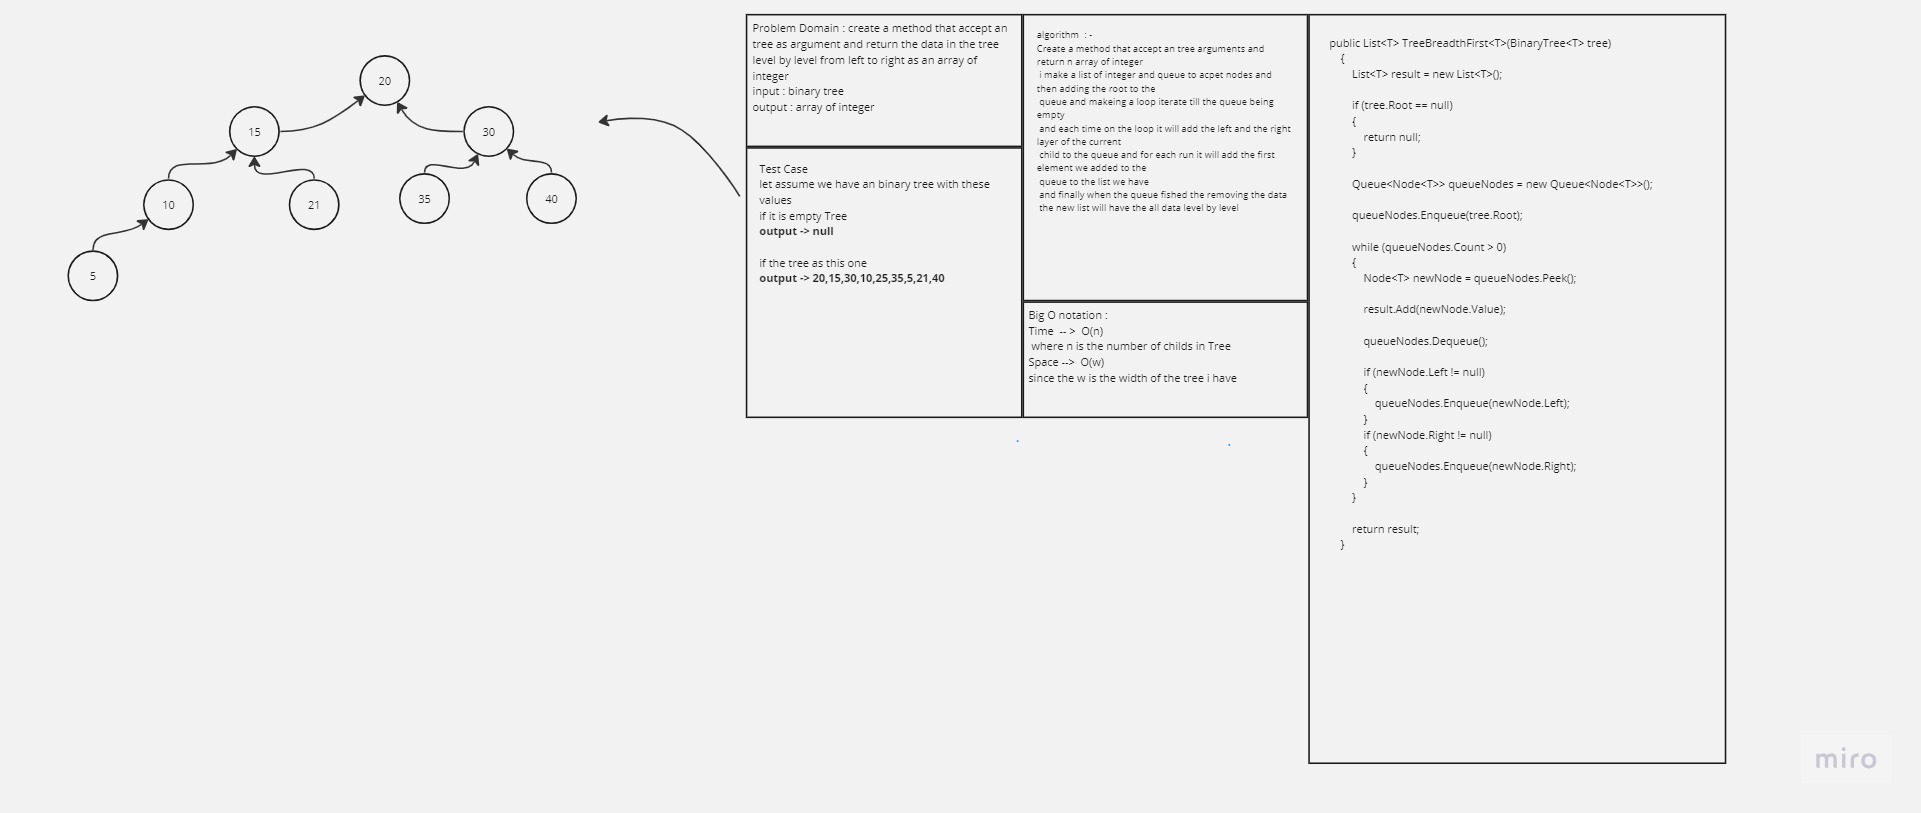 20
15
30
10
21
35
40
5
Problem Domain : create a method that accept an
tree as argument and return the data in the tree
level by level from left to right as an array of
integer
input : binary tree
output : array of integer
Test Case
let assume we have an binary tree with these
values
if it is empty Tree
output -> null
if the tree as this one
output -> 20,15,30,10,25,35,5,21,40
algorithm : -
Create a method that accept an tree arguments and
return n array of integer
i make a list of integer and queue to acpet nodes and
then adding the root to the
queue and makeing a loop iterate till the queue being
empty
and each time on the loop it will add the left and the right
layer of the current
child to the queue and for each run it will add the first
element we added to the
queue to the list we have
and finally when the queue fished the removing the data
the new list will have the all data level by level
Big O notation :
Time -- > O(n)
where n is the number of childs in Tree
Space --> O(w)
since the w is the width of the tree i have
public List<T> TreeBreadthFirst<T>(BinaryTree<T> tree)
{
List<T> result = new List<T>();
if (tree.Root == null)
{
return null;
}
Queue<Node<T>> queueNodes = new Queue<Node<T>>();
queueNodes.Enqueue(tree.Root);
while (queueNodes.Count > 0)
{
Node<T> newNode = queueNodes.Peek();
result.Add(newNode.Value);
queueNodes.Dequeue();
if (newNode.Left != null)
{
queueNodes.Enqueue(newNode.Left);
}
if (newNode.Right != null)
{
queueNodes.Enqueue(newNode.Right);
}
}
return result;
}
miro